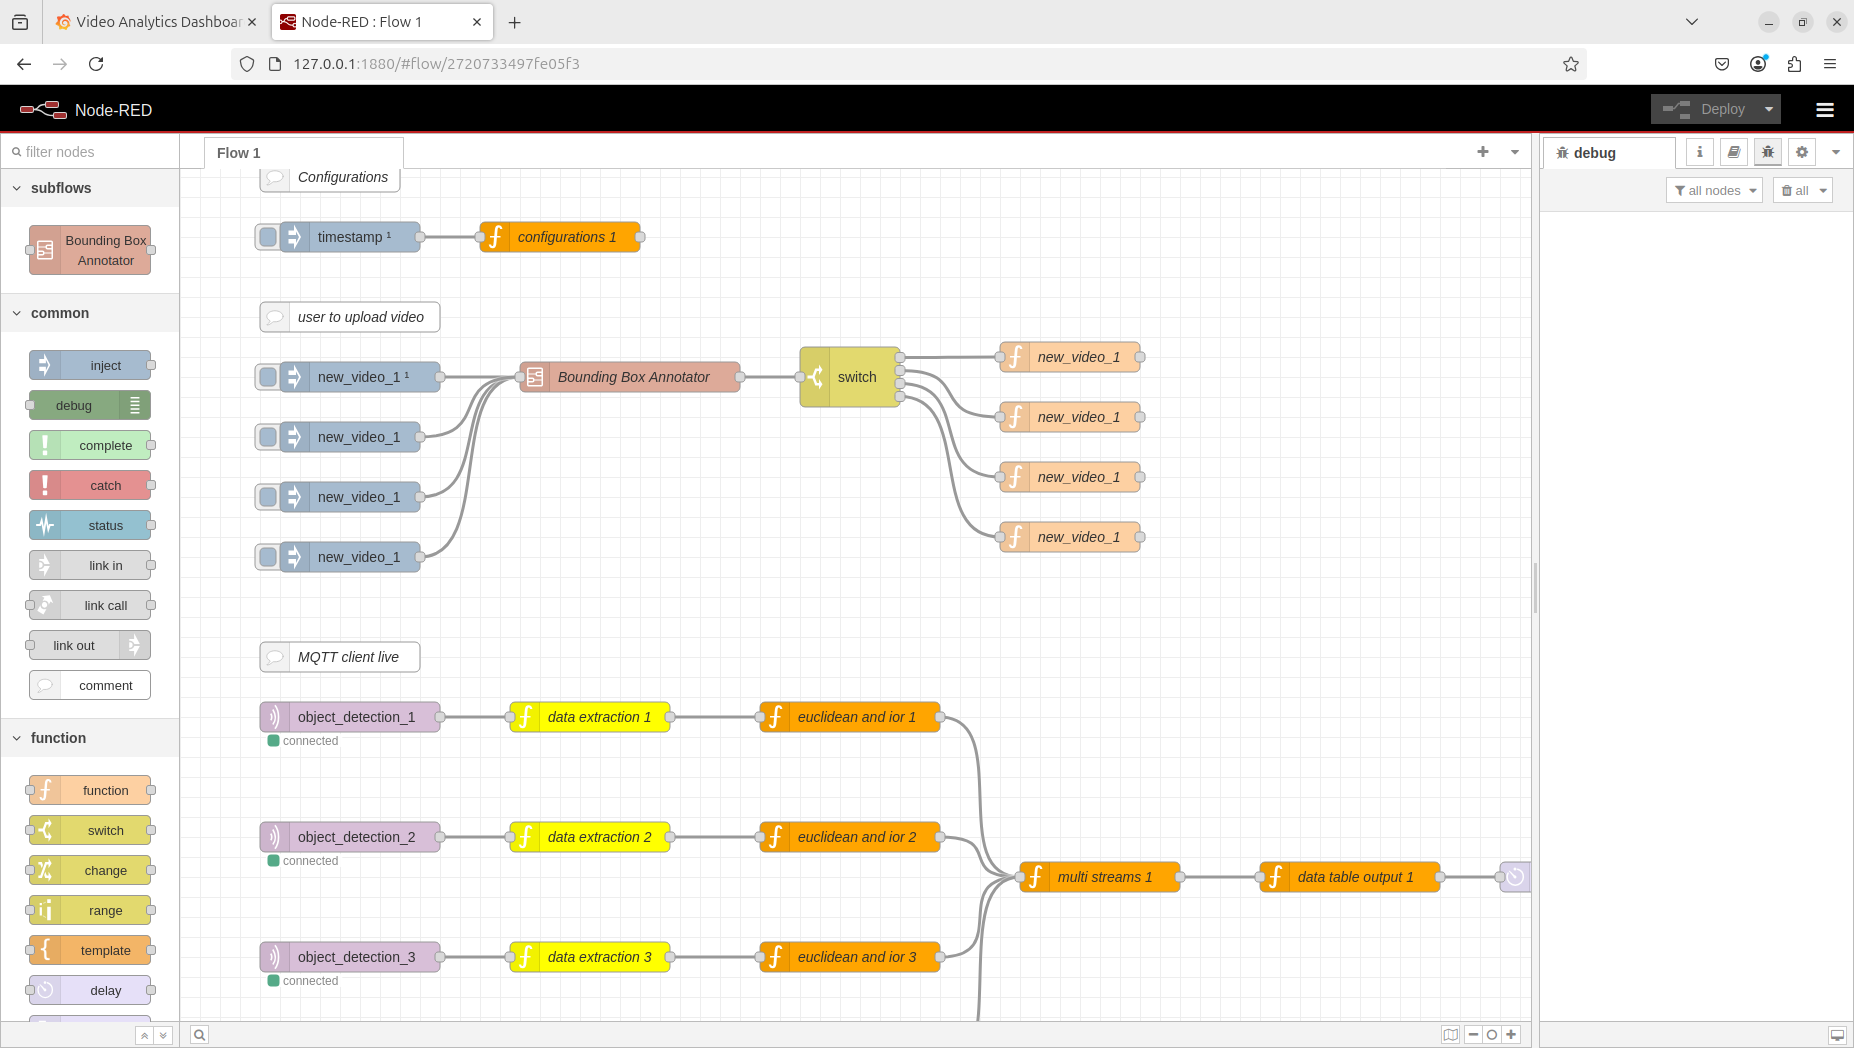 Video Analytics Dashboar
Node-RED : Flow 1
127.0.0.1:1880/#flow/2720733497fe05f3
Node-RED
Deploy
filter nodes
subflows
Bounding Box
Annotator
common
inject
debug
complete
catch
status
link in
link call
link out
comment
function
function
switch
change
range
template
delay
Flow 1
Configurations
timestamp ¹
configurations 1
user to upload video
new_video_1 ¹
Bounding Box Annotator
switch
new_video_1
new_video_1
new_video_1
new_video_1
new_video_1
new_video_1
new_video_1
MQTT client live
object_detection_1
connected
data extraction 1
euclidean and ior 1
object_detection_2
connected
data extraction 2
euclidean and ior 2
multi streams 1
data table output 1
object_detection_3
connected
data extraction 3
euclidean and ior 3
debug
all nodes
all